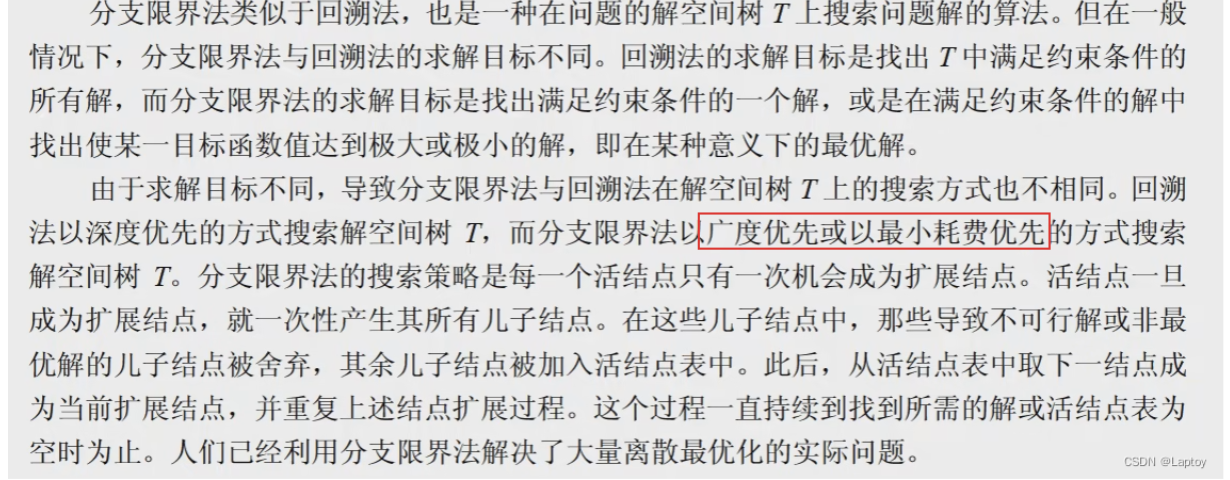 分支限界法类似于回溯法，也是一种在问题的解空间树 T 上搜索问题解的算法。但在一般
情况下，分支限界法与回溯法的求解目标不同。回溯法的求解目标是找出 T 中满足约束条件的
所有解，而分支限界法的求解目标是找出满足约束条件的一个解，或是在满足约束条件的解中
找出使某一目标函数值达到极大或极小的解，即在某种意义下的最优解。
由于求解目标不同，导致分支限界法与回溯法在解空间树 T 上的搜索方式也不相同。回溯
法以深度优先的方式搜索解空间树 T，而分支限界法以广度优先或以最小耗费优先的方式搜索
解空间树 T。分支限界法的搜索策略是每一个活结点只有一次机会成为扩展结点。活结点一旦
成为扩展结点，就一次性产生其所有儿子结点。在这些儿子结点中，那些导致不可行解或非最
优解的儿子结点被舍弃，其余儿子结点被加入活结点表中。此后，从活结点表中取下一结点成
为当前扩展结点，并重复上述结点扩展过程。这个过程一直持续到找到所需的解或活结点表为
空时为止。人们已经利用分支限界法解决了大量离散最优化的实际问题。
CSDN @Laptoy